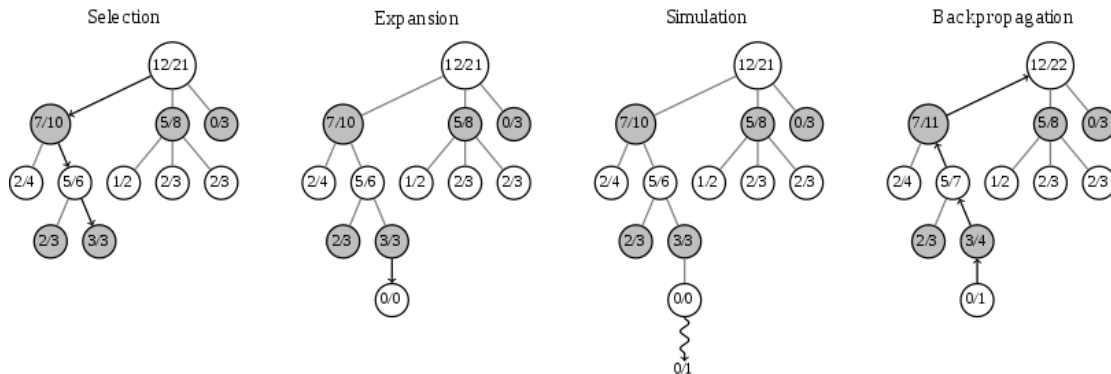 Selection
12/21
7/10 5/8 0/3
2/4 5/6 1/2 2/3 2/3
2/3 3/3
Expansion
12/21
7/10 5/8 0/3
2/4 5/6 1/2 2/3 2/3
2/3 3/3
0/0
Simulation
12/21
7/10 5/8 0/3
2/4 5/6 1/2 2/3 2/3
2/3 3/3
0/0
0/1
Backpropagation
12/22
7/11 5/8 0/3
2/4 5/7 1/2 2/3 2/3
2/3 3/4
0/1